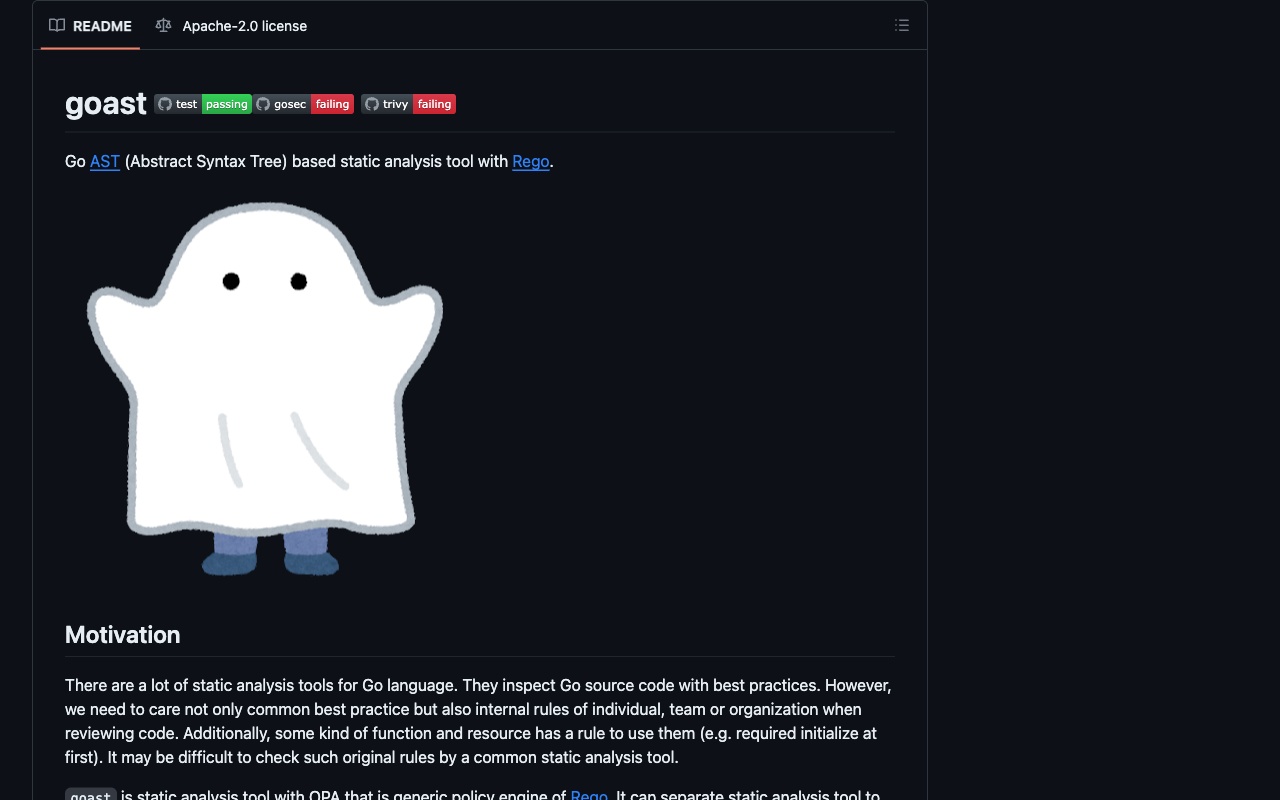 README Apache-2.0 license
goast test passing gosec failing trivy failing
Go AST (Abstract Syntax Tree) based static analysis tool with Rego.
Motivation
There are a lot of static analysis tools for Go language. They inspect Go source code with best practices. However,
we need to care not only common best practice but also internal rules of individual, team or organization when
reviewing code. Additionally, some kind of function and resource has a rule to use them (e.g. required initialize at
first). It may be difficult to check such original rules by a common static analysis tool.
goast is static analysis tool with OPA that is generic policy engine of Rego. It can separate static analysis tool to